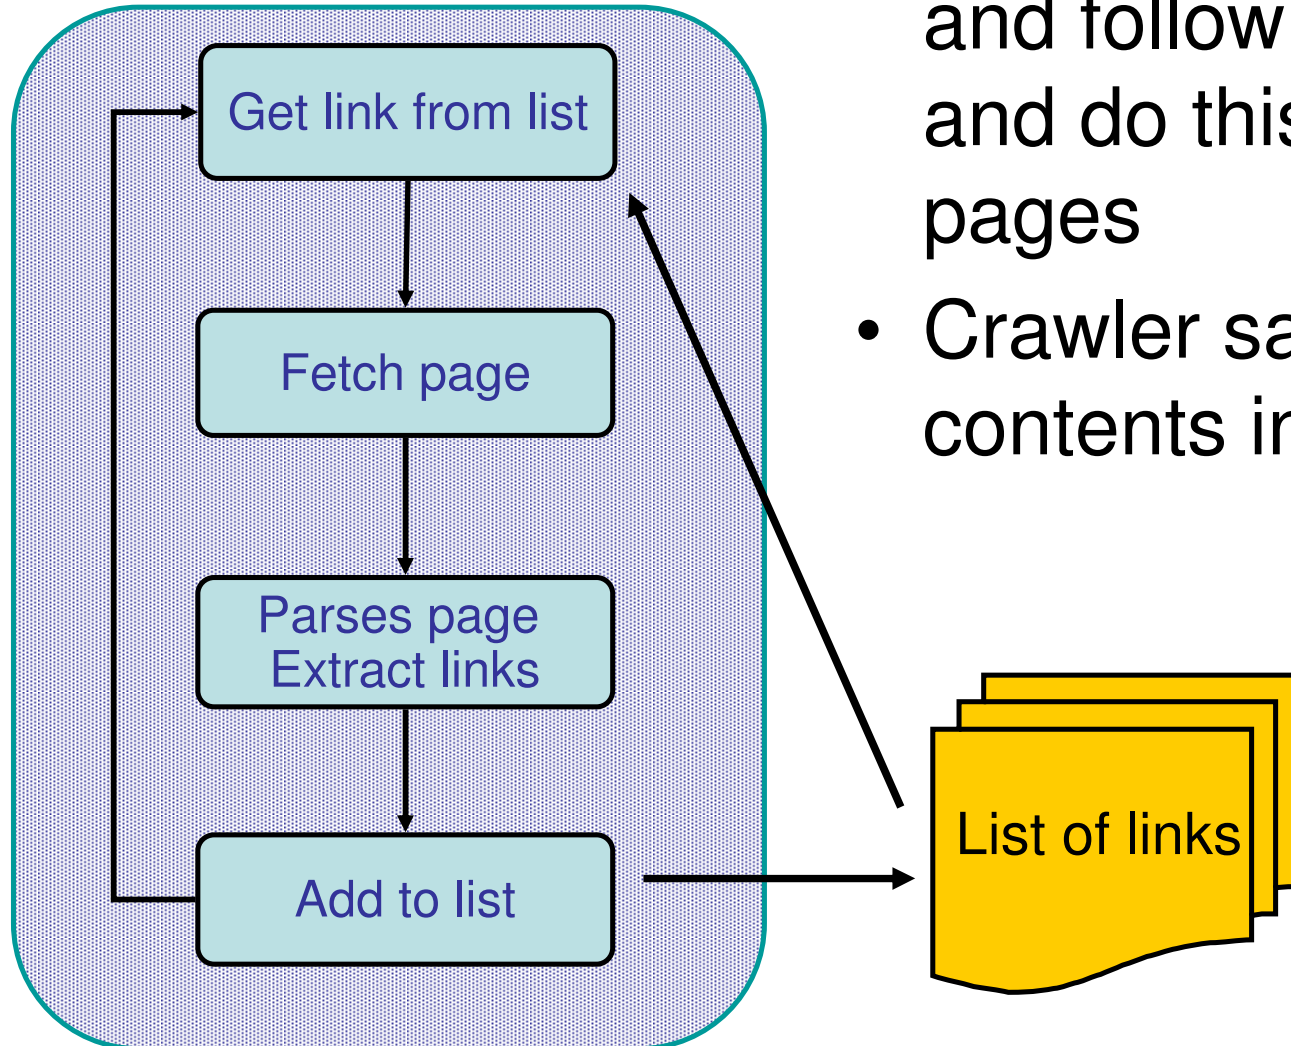 Get link from list
Fetch page
Parses page
Extract links
Add to list
and follow
and do this
pages
• Crawler sa
contents in
List of links